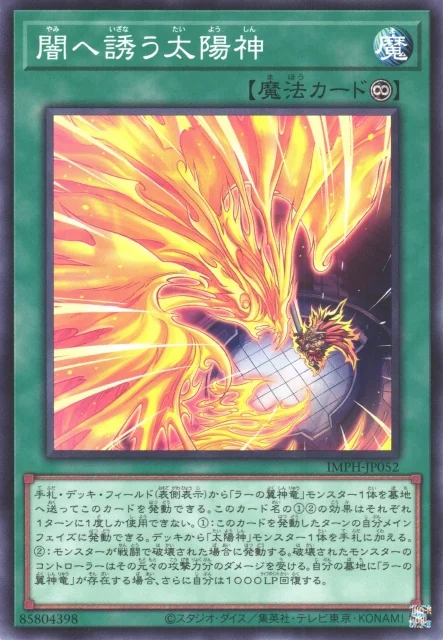 闇へ誘う太陽神
魔
【魔法カード】
IMPH-JP052
手札・デッキ・フィールド(表側表示)から「ラーの翼神竜」モンスター1体を墓地
へ送ってこのカードを発動できる。このカード名の①②の効果はそれぞれ
1ターンに1度しか使用できない。①:このカードを発動したターンの自分メイン
フェイズに発動できる。デッキから「太陽神」モンスター1体を手札に加える。
②:モンスターが戦闘で破壊された場合に発動する。破壊されたモンスターの
コントローラーはその元々の攻撃力分のダメージを受ける。自分の墓地に「ラーの
翼神竜」が存在する場合、さらに自分は1000LP回復する。
85804398
©スタジオ・ダイス/集英社・テレビ東京・KONAMI